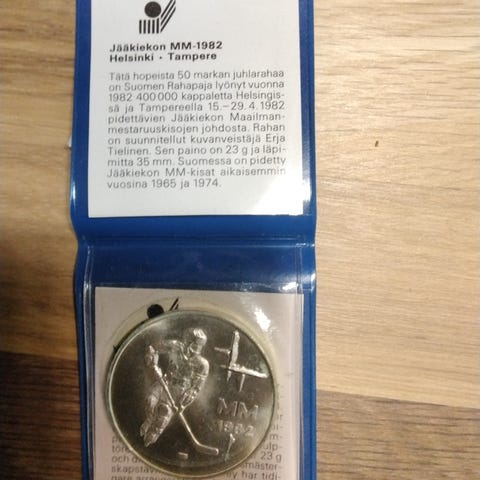 Jääkiekon MM-1982
Helsinki · Tampere
Tätä hopeista 50 markan juhlarahaa
on Suomen Rahapaja lyönyt vuonna
1982 400 000 kappaletta Helsingis-
sä ja Tampereella 15.–29.4.1982
pidettävien Jääkiekon Maailman-
mestaruuskisojen johdosta. Rahan
on suunnitellut kuvanveistäjä Erja
Tielinen. Sen paino on 23 g ja läpi-
mitta 35 mm. Suomessa on pidetty
Jääkiekon MM-kisat aikaisemmin
vuosina 1965 ja 1974.
MM
1982
23 g